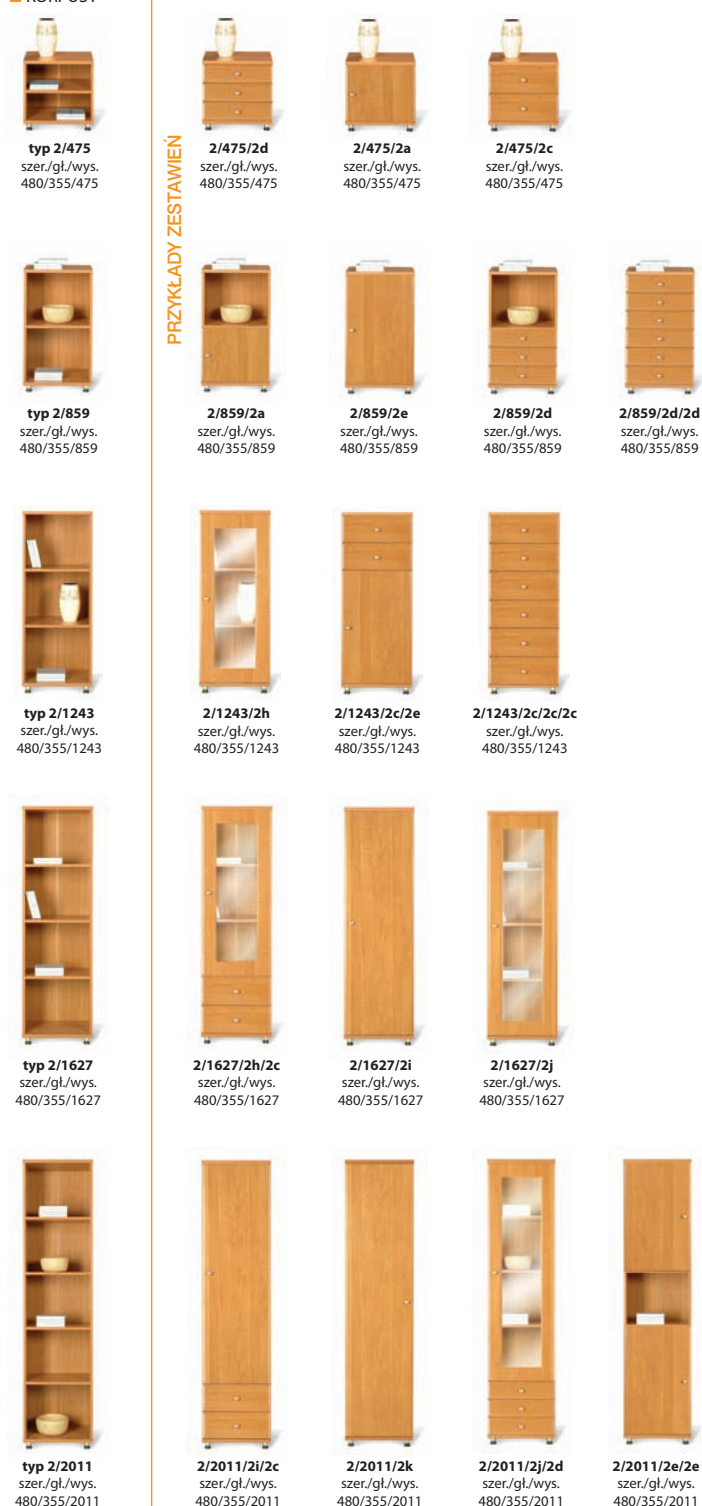 KORPUSY
PRZYKŁADY ZESTAWIEŃ
typ 2/475
szer./gł./wys.
480/355/475
2/475/2d
szer./gł./wys.
480/355/475
2/475/2a
szer./gł./wys.
480/355/475
2/475/2c
szer./gł./wys.
480/355/475
typ 2/859
szer./gł./wys.
480/355/859
2/859/2a
szer./gł./wys.
480/355/859
2/859/2e
szer./gł./wys.
480/355/859
2/859/2d
szer./gł./wys.
480/355/859
2/859/2d/2d
szer./gł./wys.
480/355/859
typ 2/1243
szer./gł./wys.
480/355/1243
2/1243/2h
szer./gł./wys.
480/355/1243
2/1243/2c/2e
szer./gł./wys.
480/355/1243
2/1243/2c/2c/2c
szer./gł./wys.
480/355/1243
typ 2/1627
szer./gł./wys.
480/355/1627
2/1627/2h/2c
szer./gł./wys.
480/355/1627
2/1627/2i
szer./gł./wys.
480/355/1627
2/1627/2j
szer./gł./wys.
480/355/1627
typ 2/2011
szer./gł./wys.
480/355/2011
2/2011/2i/2c
szer./gł./wys.
480/355/2011
2/2011/2k
szer./gł./wys.
480/355/2011
2/2011/2j/2d
szer./gł./wys.
480/355/2011
2/2011/2e/2e
szer./gł./wys.
480/355/2011